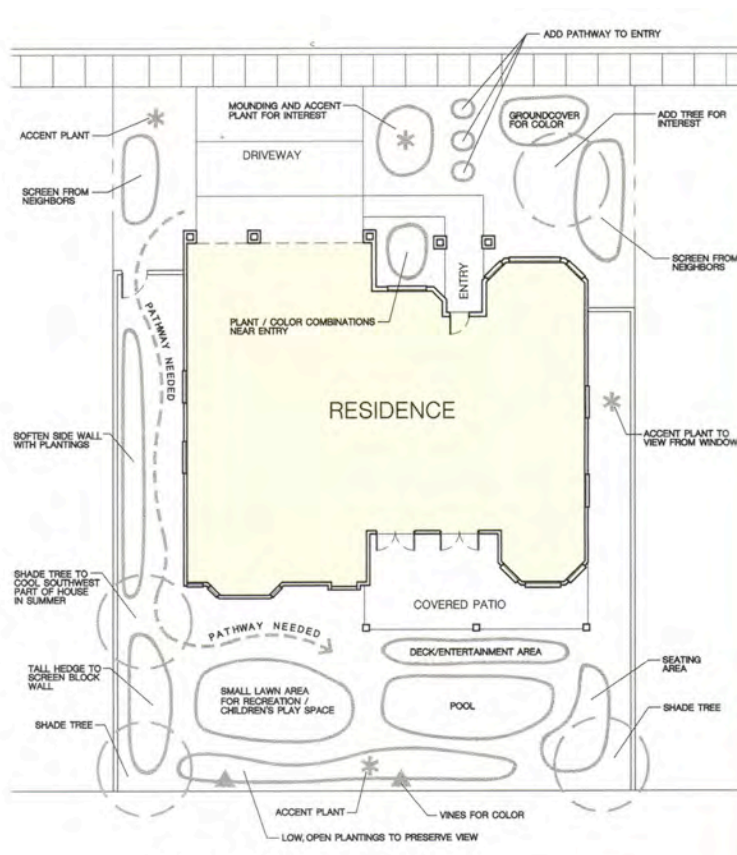 ADD PATHWAY TO ENTRY
MOUNDING AND ACCENT
PLANT FOR INTEREST
GROUNDCOVER
FOR COLOR
ADD TREE FOR
INTEREST
ACCENT PLANT
DRIVEWAY
SCREEN FROM
NEIGHBORS
SCREEN FROM
NEIGHBORS
ENTRY
PATHWAY NEEDED
PLANT / COLOR COMBINATIONS
NEAR ENTRY
RESIDENCE
SOFTEN SIDE WALL
WITH PLANTINGS
ACCENT PLANT TO
VIEW FROM WINDOW
SHADE TREE TO
COOL SOUTHWEST
PART OF HOUSE
IN SUMMER
COVERED PATIO
PATHWAY NEEDED
DECK/ENTERTAINMENT AREA
TALL HEDGE TO
SCREEN BLOCK
WALL
SEATING
AREA
SMALL LAWN AREA
FOR RECREATION /
CHILDREN'S PLAY SPACE
POOL
SHADE TREE
SHADE TREE
ACCENT PLANT
VINES FOR COLOR
LOW, OPEN PLANTINGS TO PRESERVE VIEW